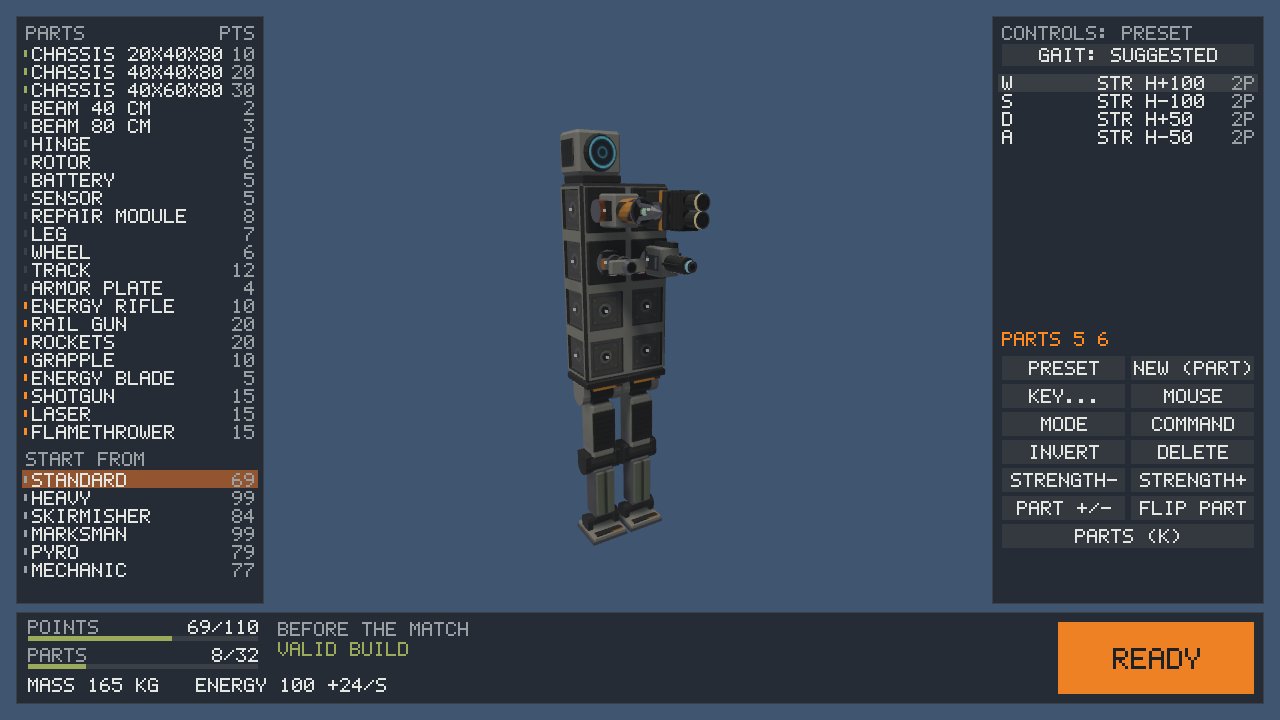 PARTS PTS
CHASSIS 20X40X80 10
CHASSIS 40X40X80 20
CHASSIS 40X60X80 30
BEAM 40 CM 2
BEAM 80 CM 3
HINGE 5
ROTOR 6
BATTERY 5
SENSOR 5
REPAIR MODULE 8
LEG 7
WHEEL 6
TRACK 12
ARMOR PLATE 4
ENERGY RIFLE 10
RAIL GUN 20
ROCKETS 20
GRAPPLE 10
ENERGY BLADE 5
SHOTGUN 15
LASER 15
FLAMETHROWER 15
START FROM
STANDARD 69
HEAVY 99
SKIRMISHER 84
MARKSMAN 99
PYRO 79
MECHANIC 77
CONTROLS: PRESET
GAIT: SUGGESTED
W STR H+100 2P
S STR H-100 2P
D STR H+50 2P
A STR H-50 2P
PARTS 5 6
PRESET NEW (PART)
KEY... MOUSE
MODE COMMAND
INVERT DELETE
STRENGTH- STRENGTH+
PART +/- FLIP PART
PARTS (K)
POINTS 69/110
PARTS 8/32
MASS 165 KG ENERGY 100 +24/S
BEFORE THE MATCH
VALID BUILD
READY